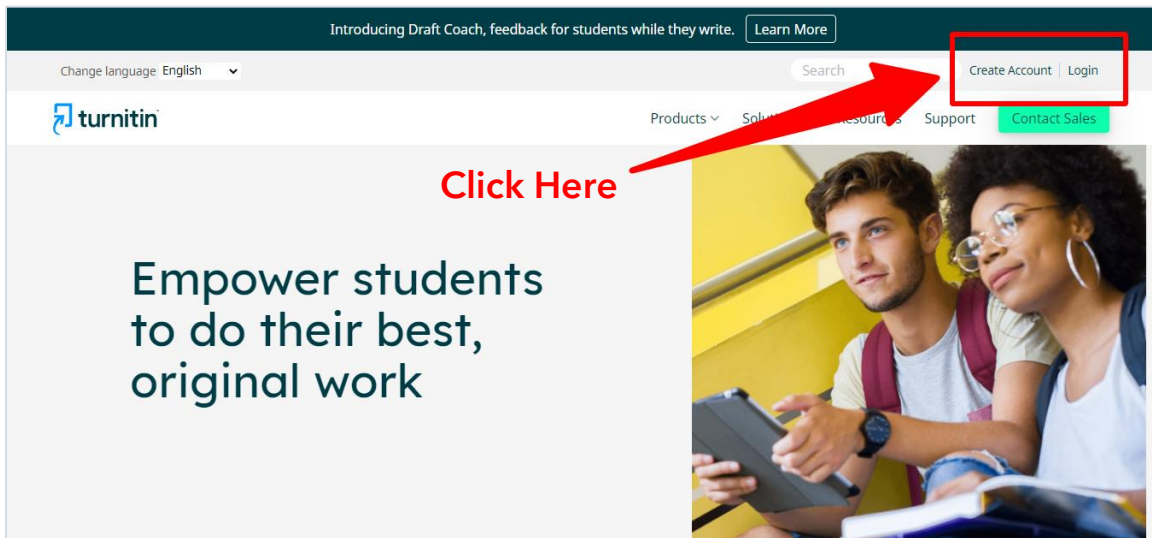 Introducing Draft Coach, feedback for students while they write. Learn More
Change language English Search Create Account Login
turnitin Products Support Contact Sales
Click Here
Empower students
to do their best,
original work